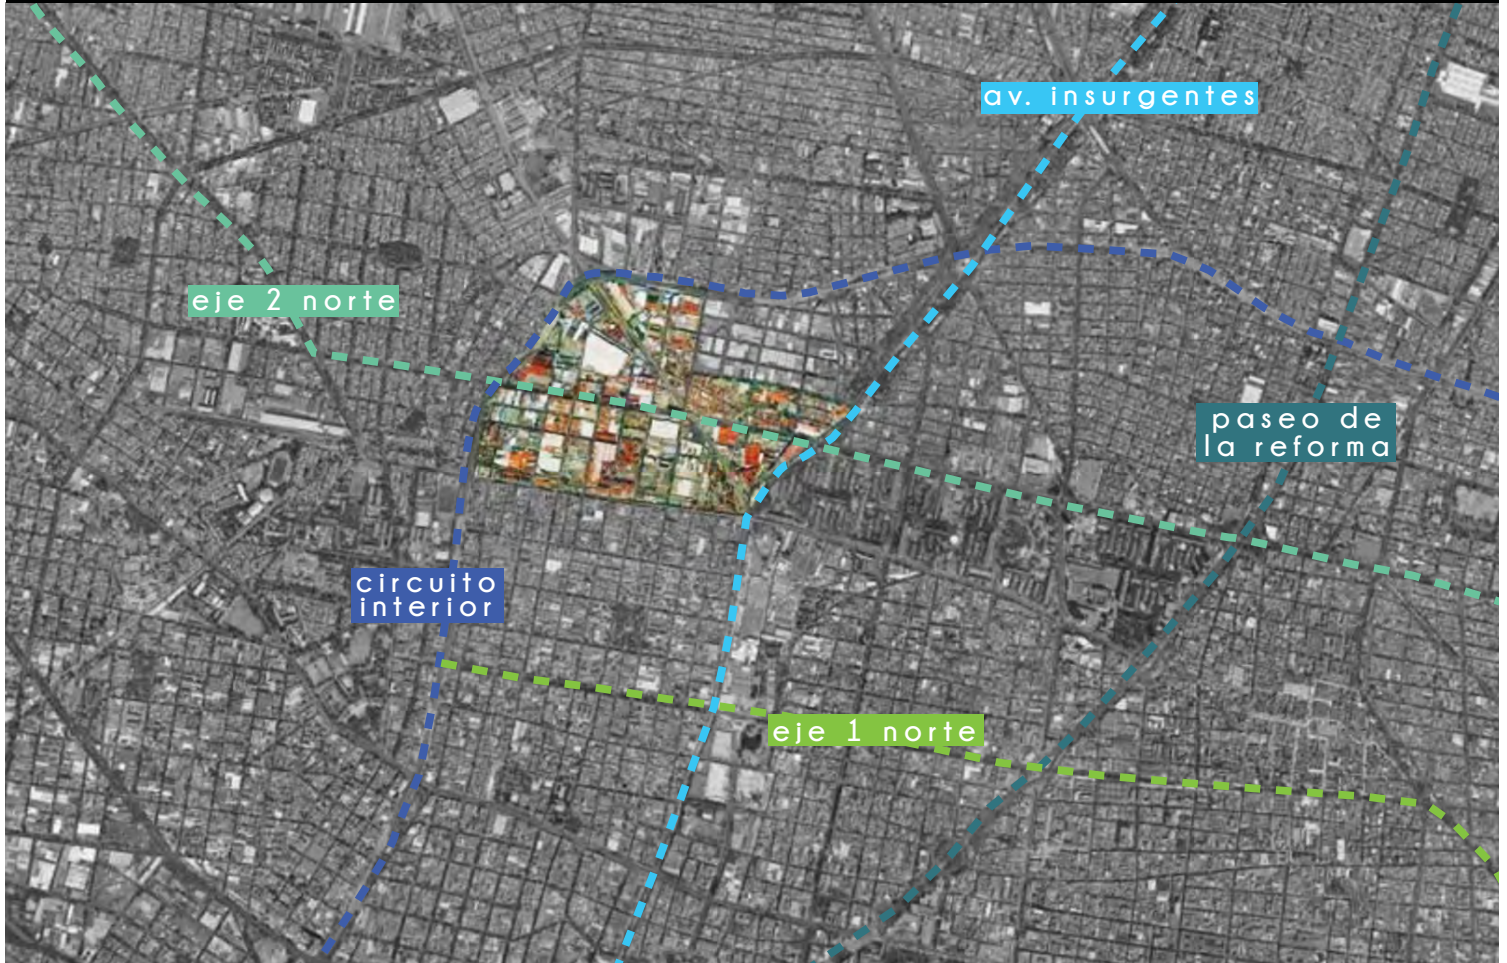 av. insurgentes
eje 2 norte
paseo de
la reforma
circuito
interior
eje 1 norte